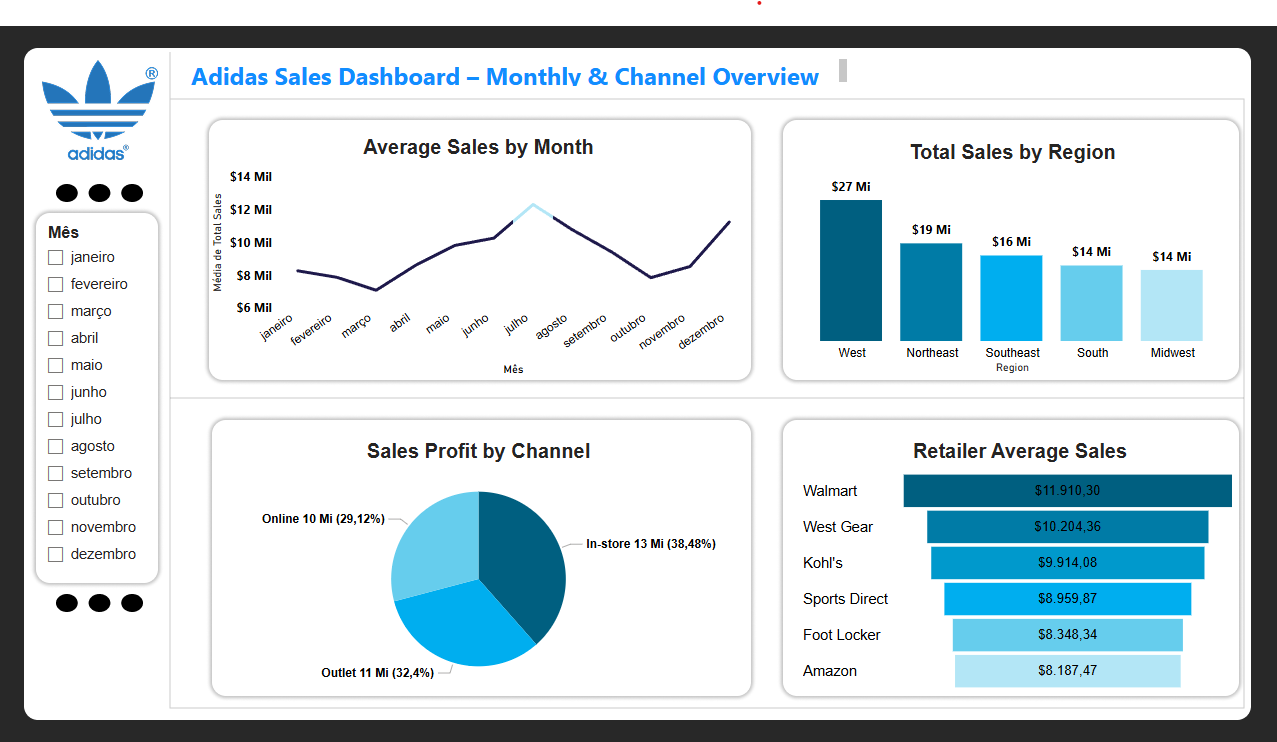 Adidas Sales Dashboard – Monthly & Channel Overview
®
adidas®
Mês
janeiro
fevereiro
março
abril
maio
junho
julho
agosto
setembro
outubro
novembro
dezembro
Average Sales by Month
Média de Total Sales
$14 Mil
$12 Mil
$10 Mil
$8 Mil
$6 Mil
janeiro
fevereiro
março
abril
maio
junho
julho
agosto
setembro
outubro
novembro
dezembro
Mês
Total Sales by Region
$27 Mi
$19 Mi
$16 Mi
$14 Mi
$14 Mi
West
Northeast
Southeast
South
Midwest
Region
Sales Profit by Channel
Online 10 Mi (29,12%)
In-store 13 Mi (38,48%)
Outlet 11 Mi (32,4%)
Retailer Average Sales
Walmart $11.910,30
West Gear $10.204,36
Kohl's $9.914,08
Sports Direct $8.959,87
Foot Locker $8.348,34
Amazon $8.187,47